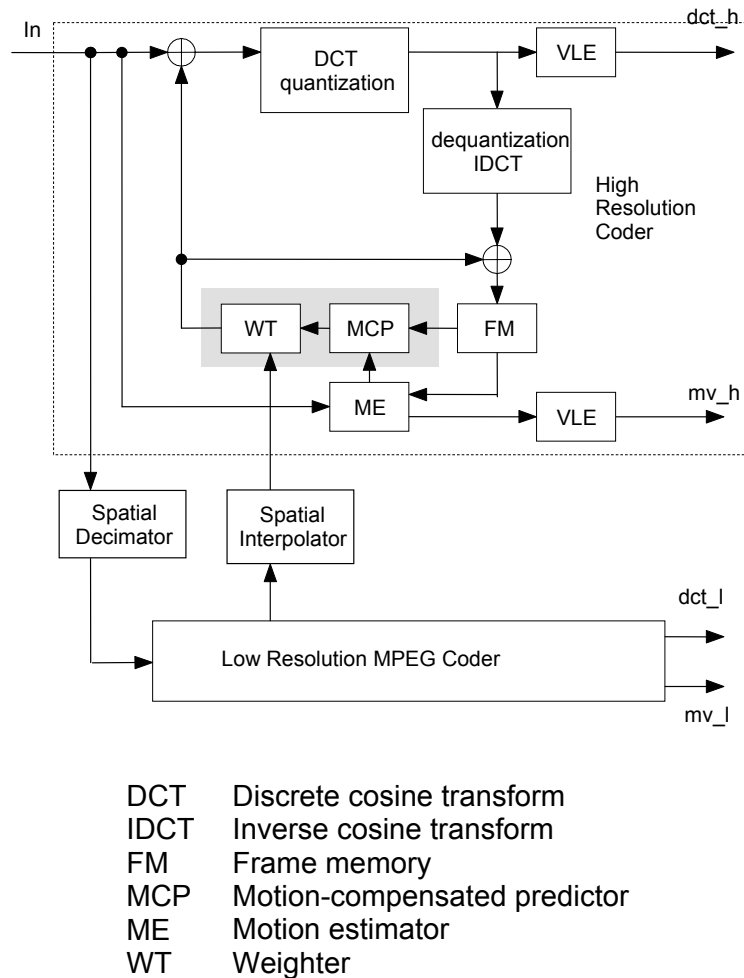 In
dct_h
DCT
quantization
VLE
dequantization
IDCT
High
Resolution
Coder
WT
MCP
FM
ME
VLE
mv_h
Spatial
Decimator
Spatial
Interpolator
Low Resolution MPEG Coder
dct_l
mv_l
DCT Discrete cosine transform
IDCT Inverse cosine transform
FM Frame memory
MCP Motion-compensated predictor
ME Motion estimator
WT Weighter